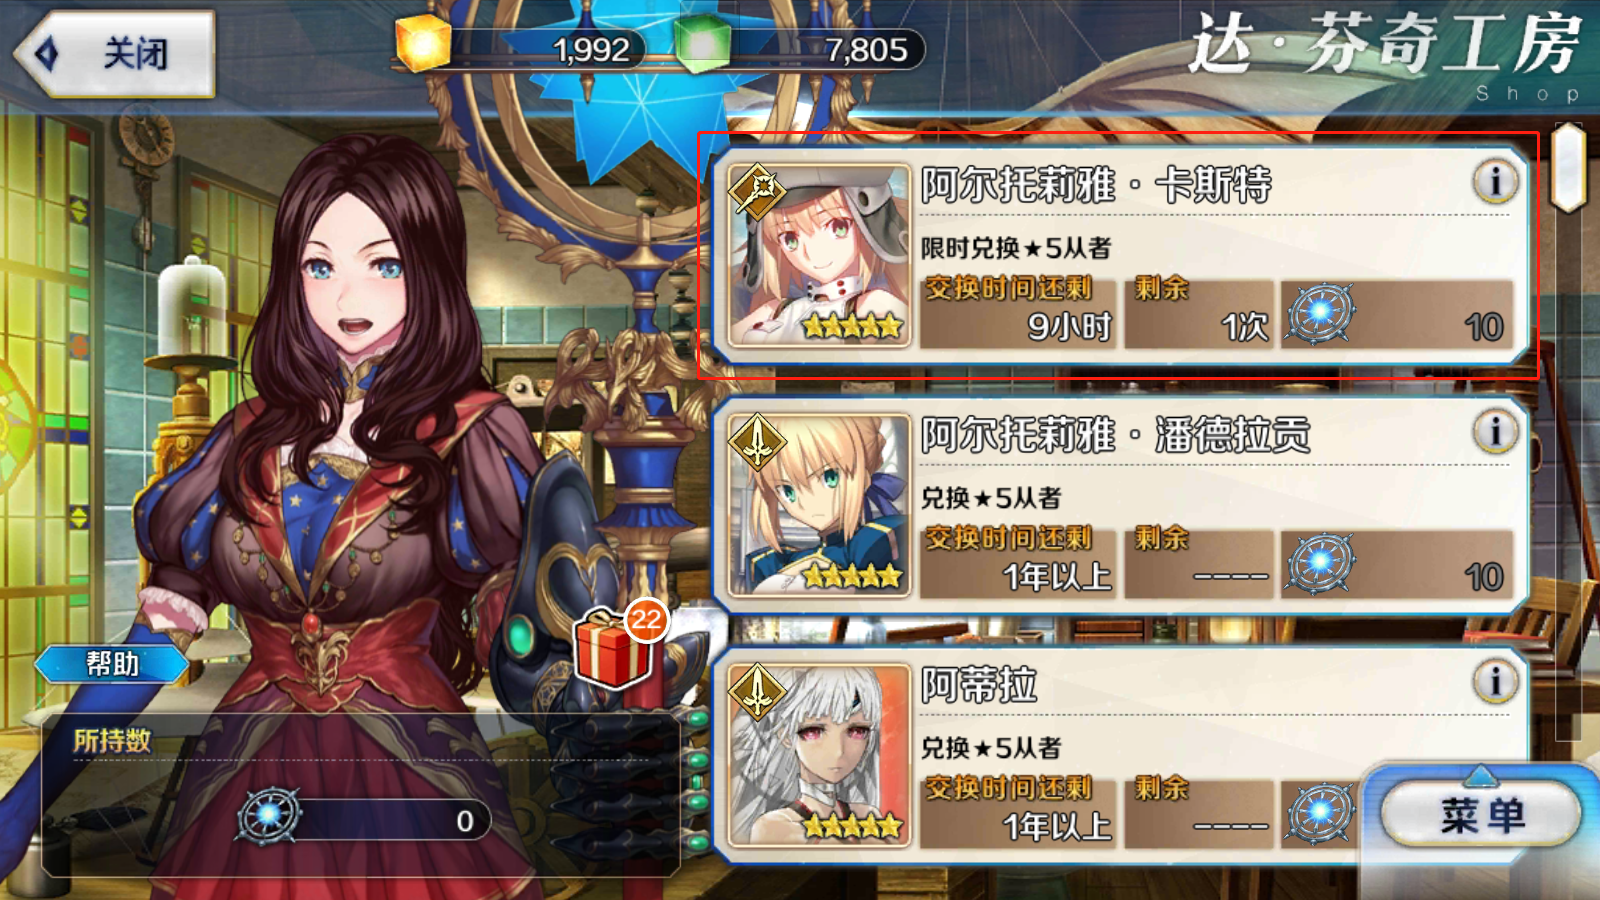 关闭
1,992
7,805
达·芬奇工房
Shop
阿尔托莉雅·卡斯特
限时兑换★5从者
交换时间还剩
9小时
剩余
1次
10
阿尔托莉雅·潘德拉贡
兑换★5从者
交换时间还剩
1年以上
剩余
----
10
22
帮助
所持数
0
阿蒂拉
兑换★5从者
交换时间还剩
1年以上
剩余
----
菜单